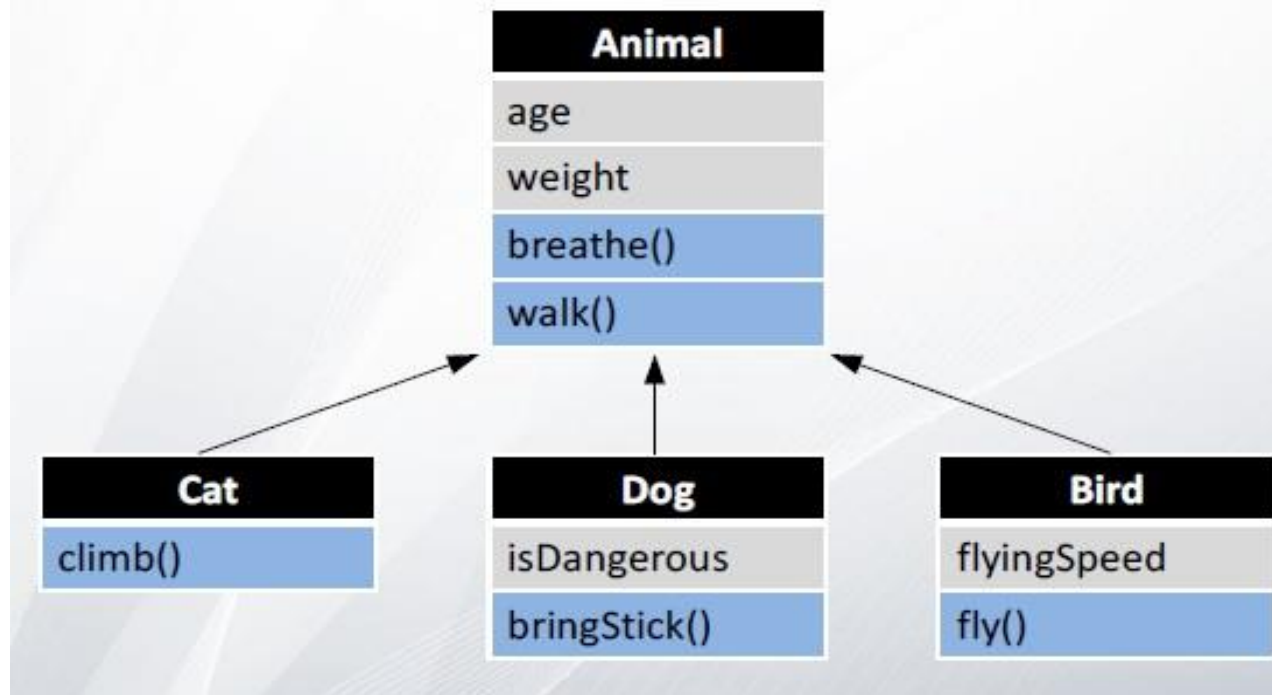 Animal
age
weight
breathe()
walk()
Cat
climb()
Dog
isDangerous
bringStick()
Bird
flyingSpeed
fly()